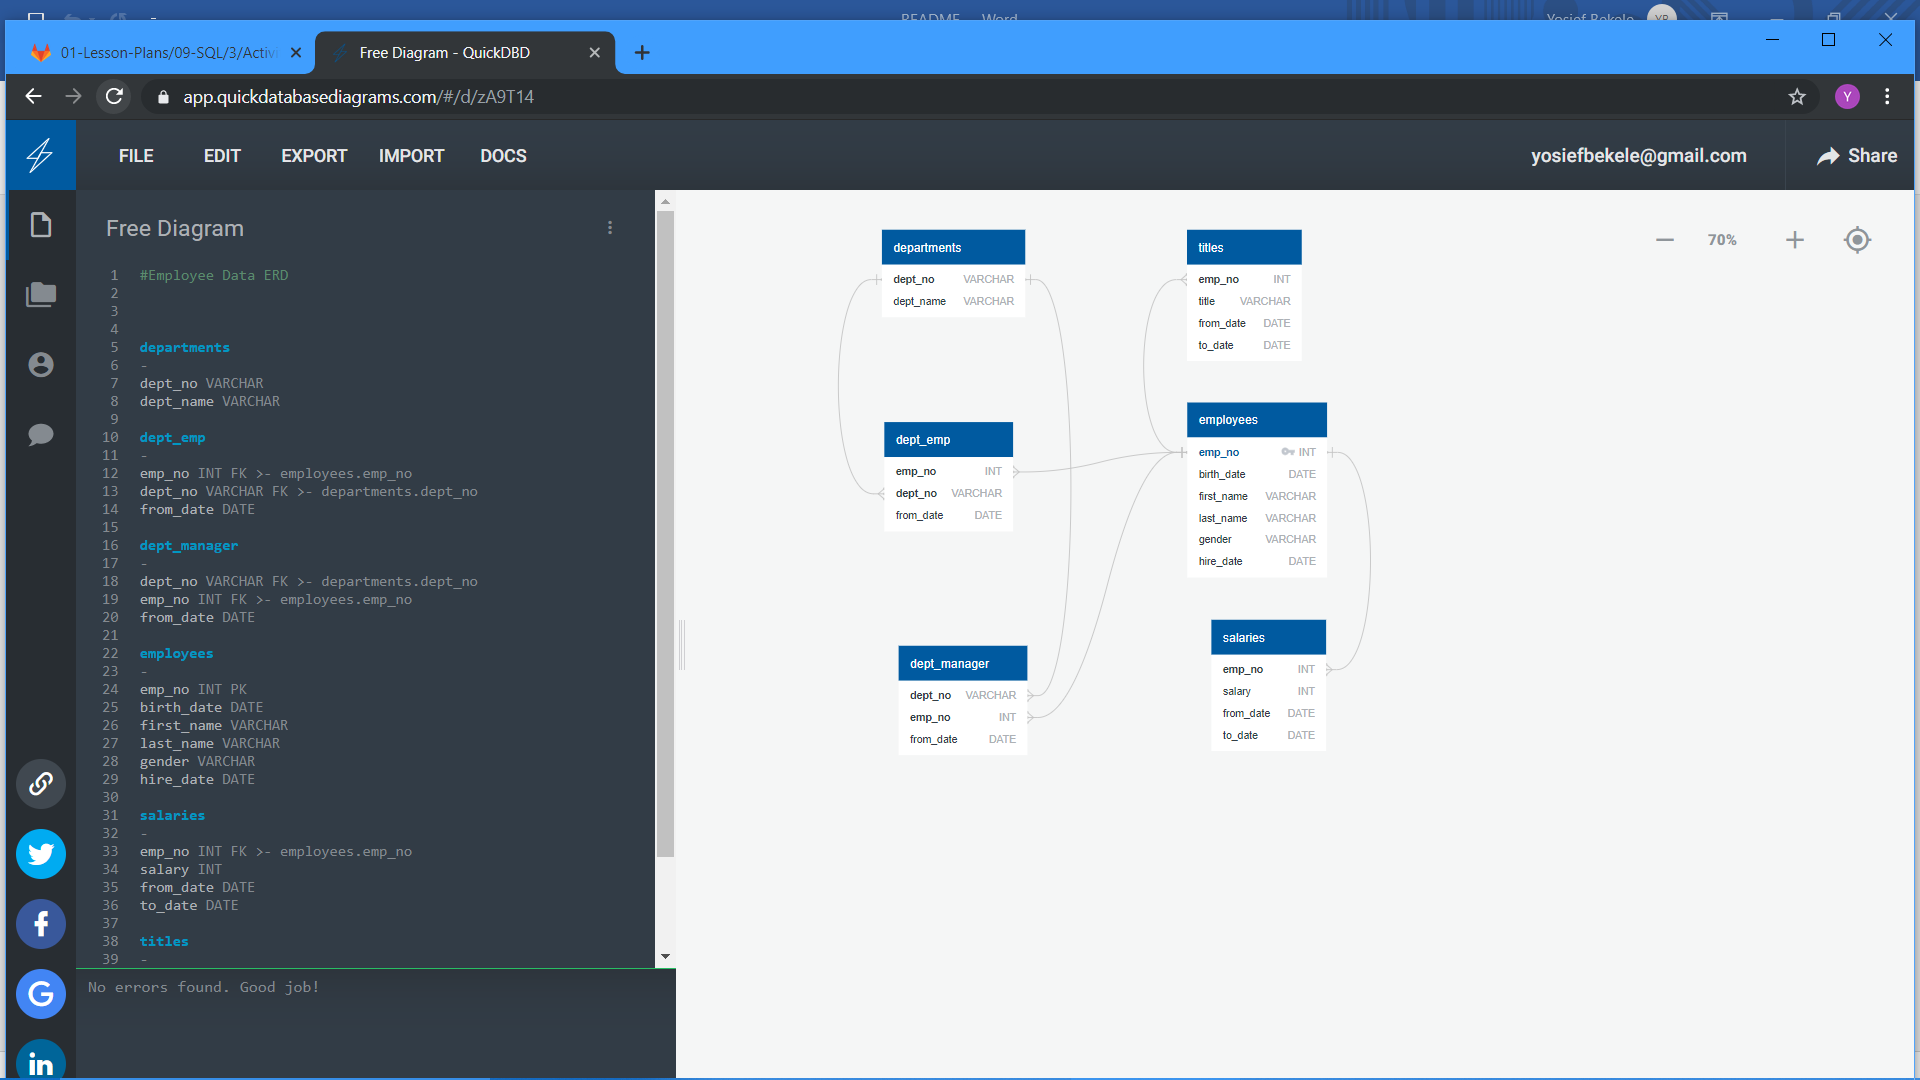 README - Word
Yosief Bekele
YB
01-Lesson-Plans/09-SQL/3/Activi
Free Diagram - QuickDBD
app.quickdatabasediagrams.com/#/d/zA9T14
Y
FILE
EDIT
EXPORT
IMPORT
DOCS
yosiefbekele@gmail.com
Share
Free Diagram
1 #Employee Data ERD
2
3
4
5 departments
6 -
7 dept_no VARCHAR
8 dept_name VARCHAR
9
10 dept_emp
11 -
12 emp_no INT FK >- employees.emp_no
13 dept_no VARCHAR FK >- departments.dept_no
14 from_date DATE
15
16 dept_manager
17 -
18 dept_no VARCHAR FK >- departments.dept_no
19 emp_no INT FK >- employees.emp_no
20 from_date DATE
21
22 employees
23 -
24 emp_no INT PK
25 birth_date DATE
26 first_name VARCHAR
27 last_name VARCHAR
28 gender VARCHAR
29 hire_date DATE
30
31 salaries
32 -
33 emp_no INT FK >- employees.emp_no
34 salary INT
35 from_date DATE
36 to_date DATE
37
38 titles
39 -
No errors found. Good job!
70%
departments
dept_no VARCHAR
dept_name VARCHAR
titles
emp_no INT
title VARCHAR
from_date DATE
to_date DATE
dept_emp
emp_no INT
dept_no VARCHAR
from_date DATE
employees
emp_no INT
birth_date DATE
first_name VARCHAR
last_name VARCHAR
gender VARCHAR
hire_date DATE
dept_manager
dept_no VARCHAR
emp_no INT
from_date DATE
salaries
emp_no INT
salary INT
from_date DATE
to_date DATE